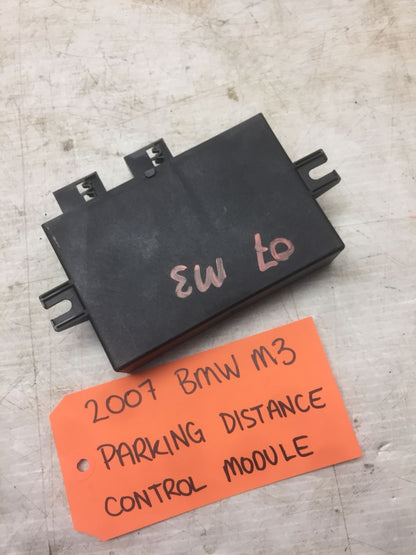 07 M3
2007 BMW M3
PARKING DISTANCE
CONTROL MODULE